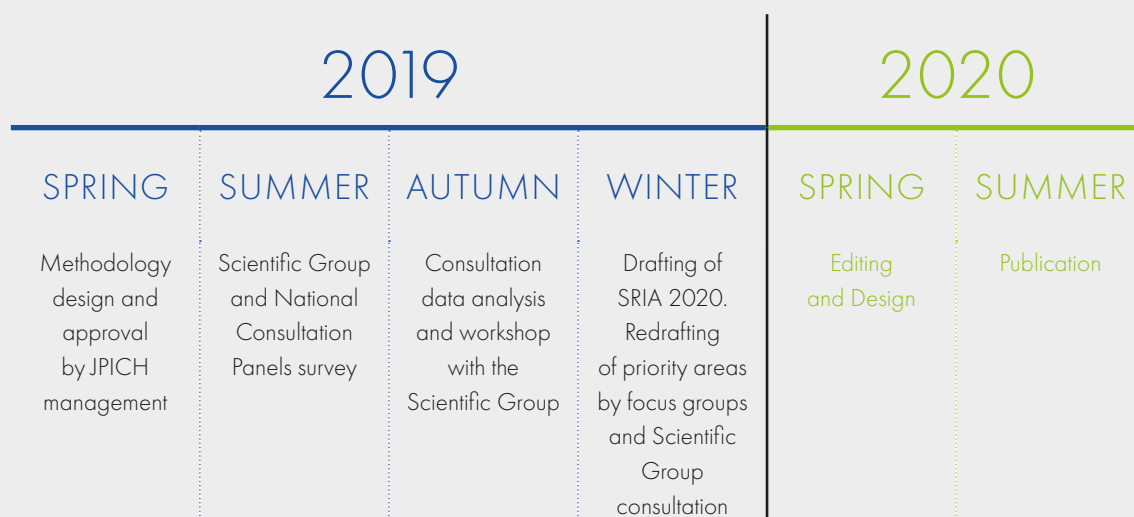 2019
2020
SPRING
Methodology
design and
approval
by JPICH
management
SUMMER
Scientific Group
and National
Consultation
Panels survey
AUTUMN
Consultation
data analysis
and workshop
with the
Scientific Group
WINTER
Drafting of
SRIA 2020.
Redrafting
of priority areas
by focus groups
and Scientific
Group
consultation
SPRING
Editing
and Design
SUMMER
Publication